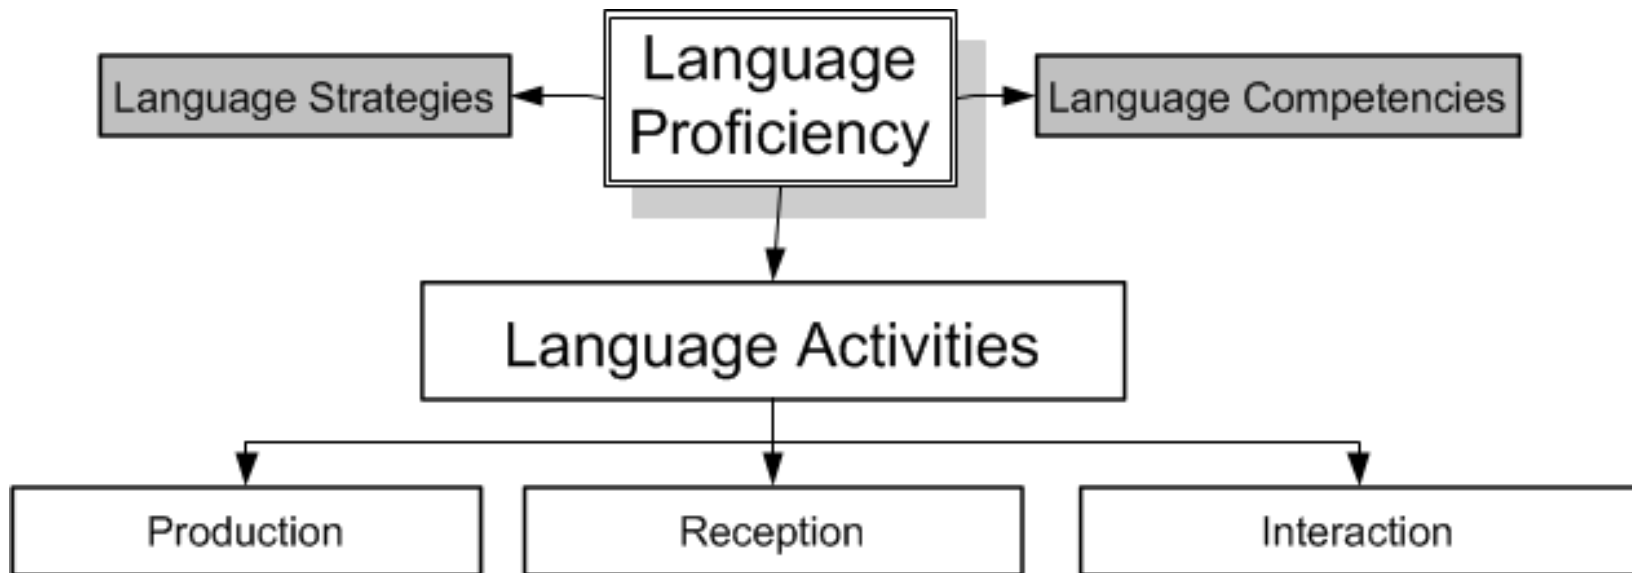 Language
Proficiency
Language Strategies
Language Competencies
Language Activities
Production
Reception
Interaction